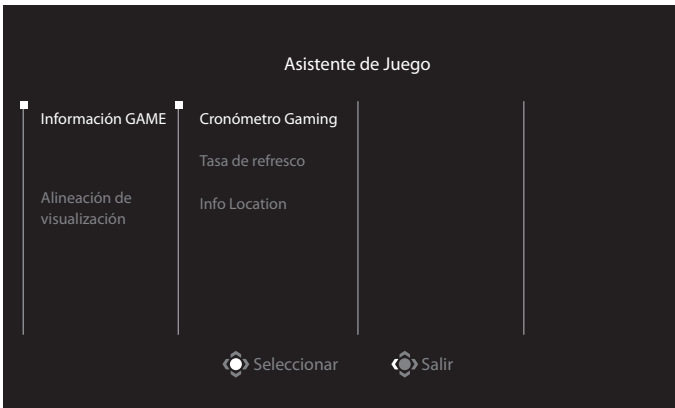 Asistente de Juego
Información GAME
Cronómetro Gaming
Tasa de refresco
Alineación de
visualización
Info Location
Seleccionar
Salir